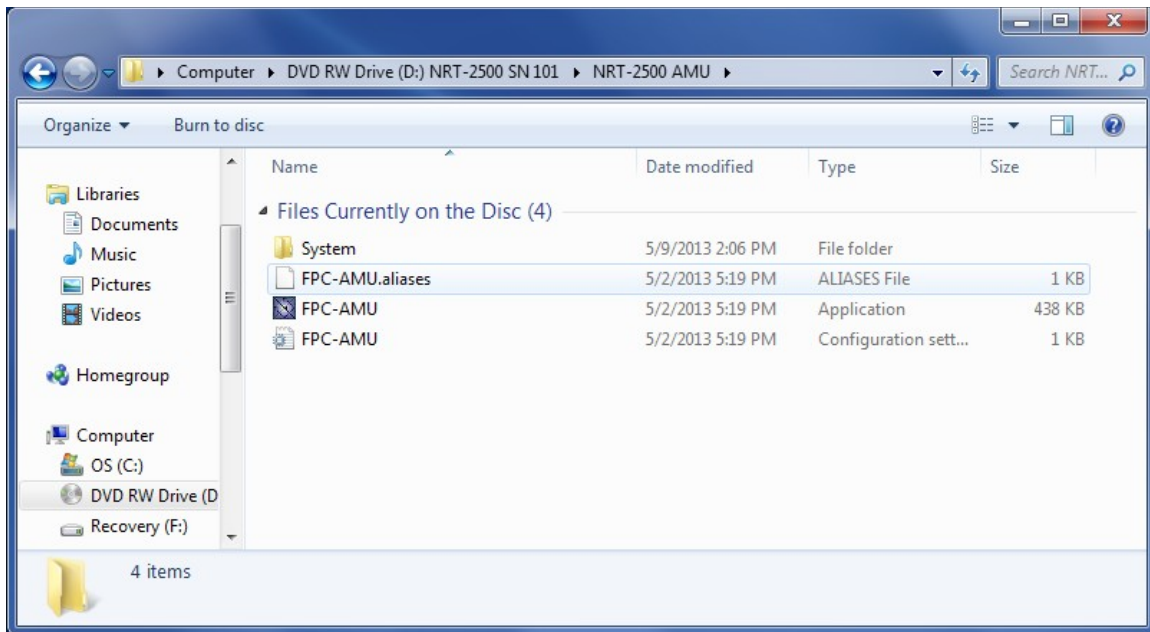 Computer ▸ DVD RW Drive (D:) NRT-2500 SN 101 ▸ NRT-2500 AMU ▸ Search NRT...
Organize Burn to disc
Libraries
Documents
Music
Pictures
Videos
Homegroup
Computer
OS (C:)
DVD RW Drive (D
Recovery (F:)
Name Date modified Type Size
Files Currently on the Disc (4)
System 5/9/2013 2:06 PM File folder
FPC-AMU.aliases 5/2/2013 5:19 PM ALIASES File 1 KB
FPC-AMU 5/2/2013 5:19 PM Application 438 KB
FPC-AMU 5/2/2013 5:19 PM Configuration sett... 1 KB
4 items